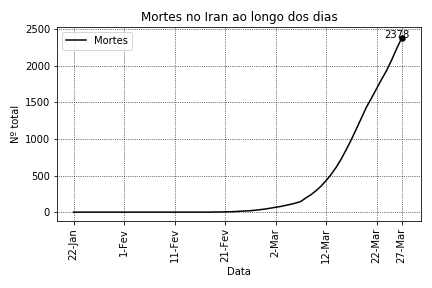 Mortes no Iran ao longo dos dias
Mortes
2378
2500
2000
1500
1000
500
0
Nº total
22-Jan
1-Fev
11-Fev
21-Fev
2-Mar
12-Mar
22-Mar
27-Mar
Data